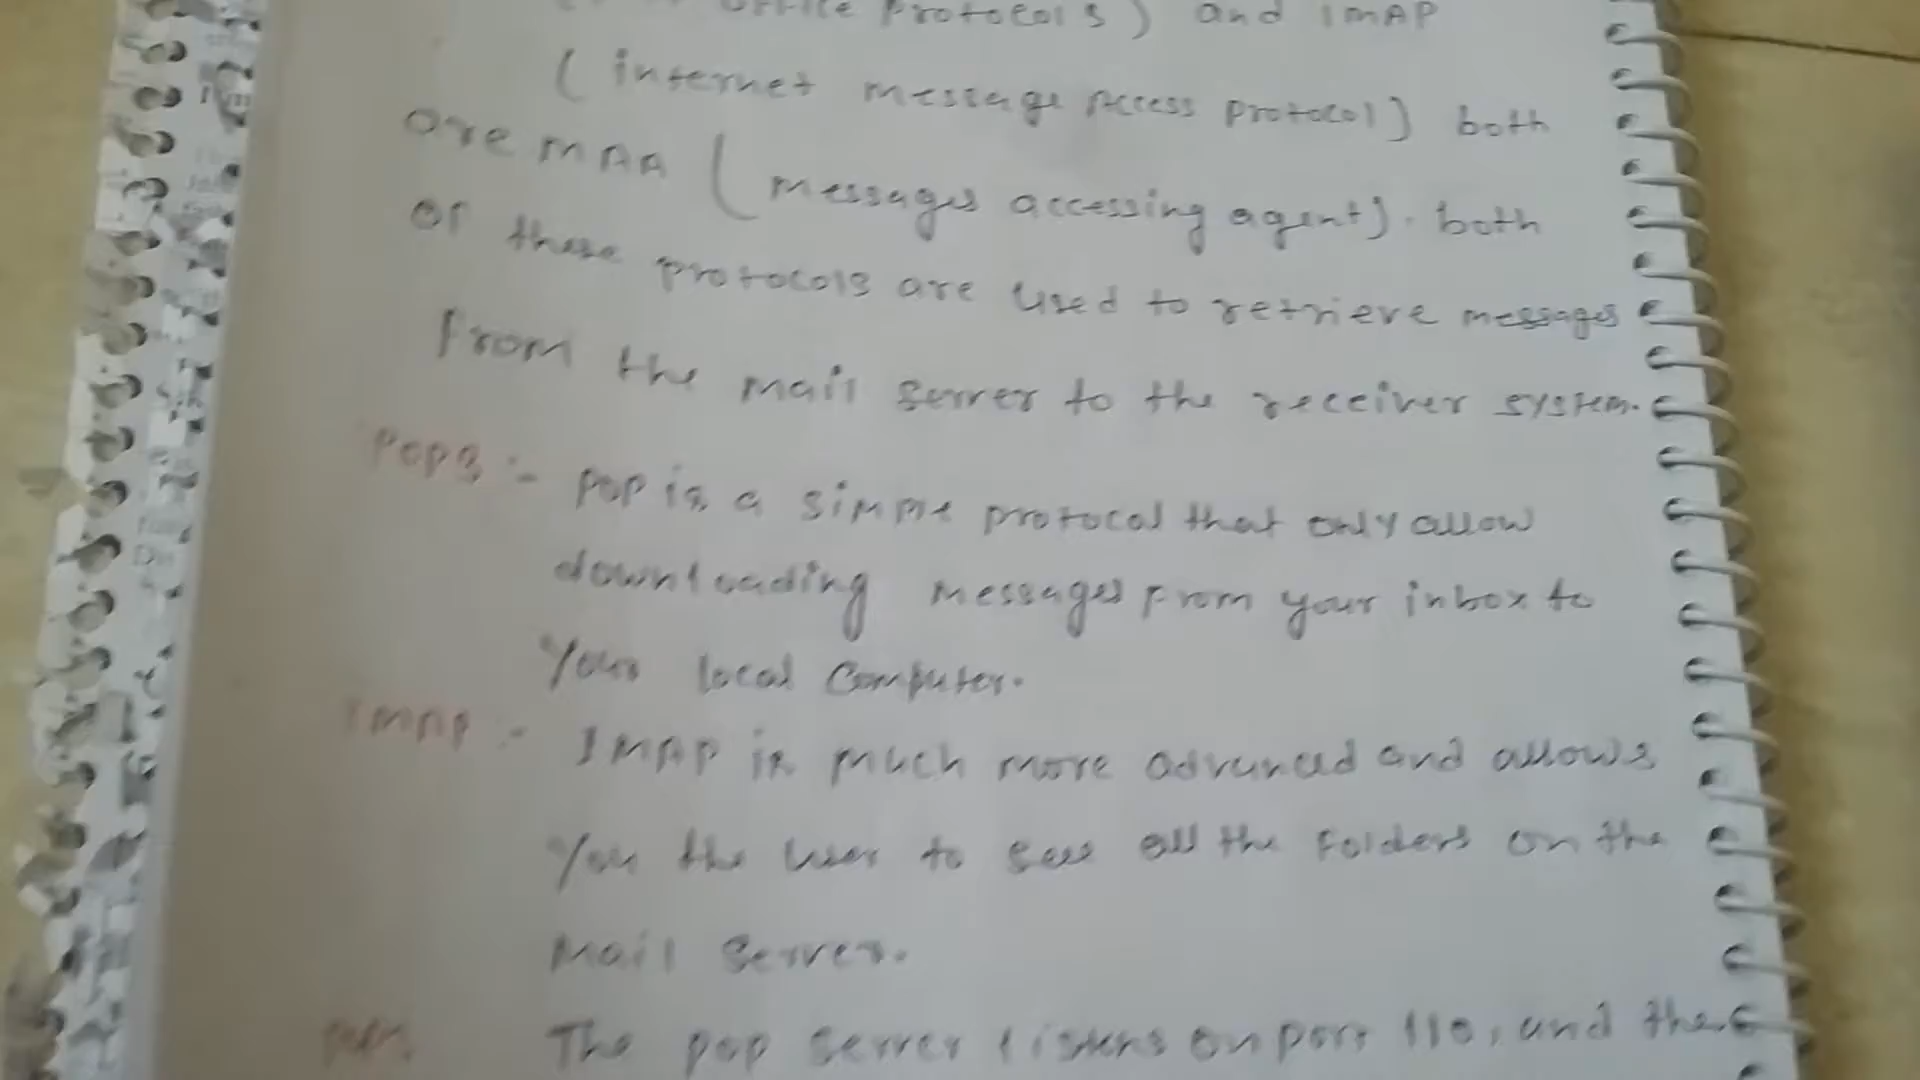 office Protocols ) and IMAP
( internet message Access protocol ) both
are MAA ( messages accessing agent ) . both
of these protocols are used to retrieve messages
from the mail server to the receiver system.
POP3 :- POP is a simple protocol that only allow
downloading messages from your inbox to
your local Computer.
IMAP :- IMAP is much more advanced and allows
you the user to see all the folders on the
mail server.
The pop server listens on port 110, and the